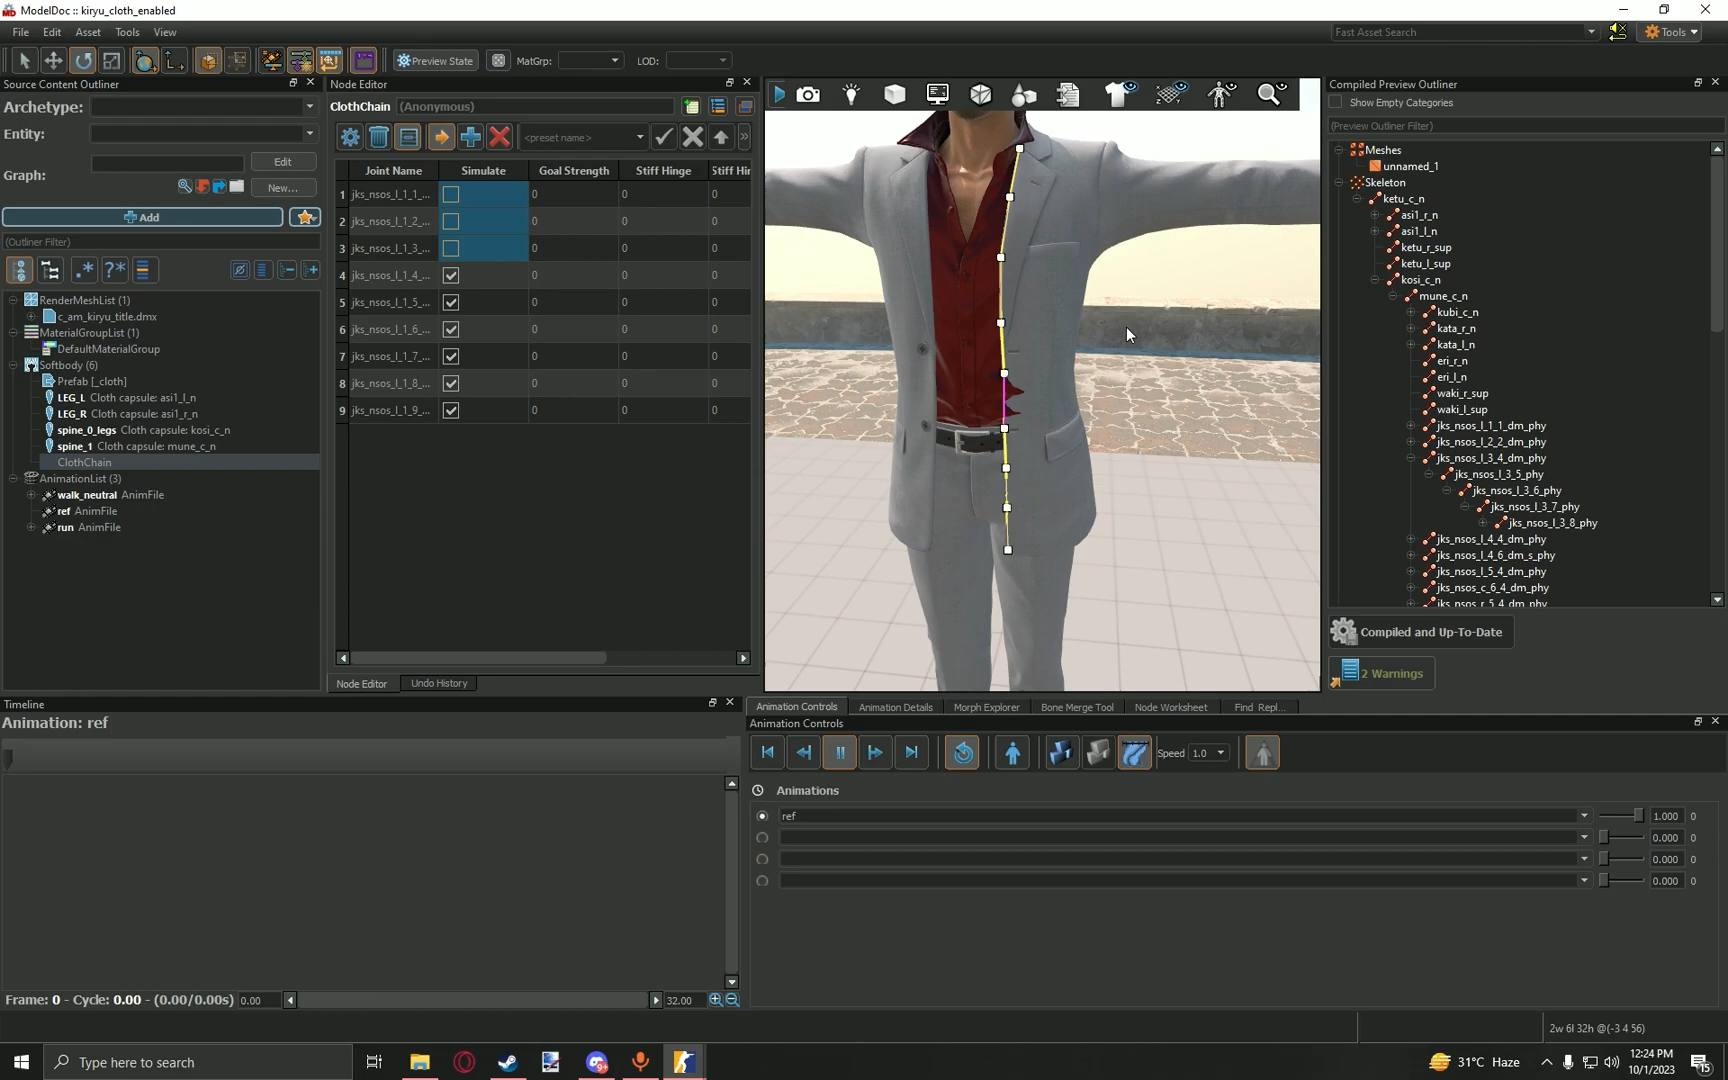 ModelDoc :: kiryu_cloth_enabled
File Edit Asset Tools View
Fast Asset Search
Tools
Preview State MatGrp: LOD:
Source Content Outliner
Archetype:
Entity:
Graph:
Edit
New...
Add
(Outliner Filter)
RenderMeshList (1)
c_am_kiryu_title.dmx
MaterialGroupList (1)
DefaultMaterialGroup
Softbody (6)
Prefab [_cloth]
LEG_L Cloth capsule: asi1_l_n
LEG_R Cloth capsule: asi1_r_n
spine_0_legs Cloth capsule: kosi_c_n
spine_1 Cloth capsule: mune_c_n
ClothChain
AnimationList (3)
walk_neutral AnimFile
ref AnimFile
run AnimFile
Node Editor
ClothChain (Anonymous)
<preset name>
Joint Name Simulate Goal Strength Stiff Hinge Stiff Hir
1 jks_nsos_l_1_1_... 0 0 0
2 jks_nsos_l_1_2_... 0 0 0
3 jks_nsos_l_1_3_... 0 0 0
4 jks_nsos_l_1_4_... 0 0 0
5 jks_nsos_l_1_5_... 0 0 0
6 jks_nsos_l_1_6_... 0 0 0
7 jks_nsos_l_1_7_... 0 0 0
8 jks_nsos_l_1_8_... 0 0 0
9 jks_nsos_l_1_9_... 0 0 0
Node Editor Undo History
Compiled Preview Outliner
Show Empty Categories
(Preview Outliner Filter)
Meshes
unnamed_1
Skeleton
ketu_c_n
asi1_r_n
asi1_l_n
ketu_r_sup
ketu_l_sup
kosi_c_n
mune_c_n
kubi_c_n
kata_r_n
kata_l_n
eri_r_n
eri_l_n
waki_r_sup
waki_l_sup
jks_nsos_l_1_1_dm_phy
jks_nsos_l_2_2_dm_phy
jks_nsos_l_3_4_dm_phy
jks_nsos_l_3_5_phy
jks_nsos_l_3_6_phy
jks_nsos_l_3_7_phy
jks_nsos_l_3_8_phy
jks_nsos_l_4_4_dm_phy
jks_nsos_l_4_6_dm_s_phy
jks_nsos_l_5_4_dm_phy
jks_nsos_c_6_4_dm_phy
jks_nsos_r_5_4_dm_phy
Compiled and Up-To-Date
2 Warnings
Timeline
Animation: ref
Frame: 0 - Cycle: 0.00 - (0.00/0.00s) 0.00 32.00
Animation Controls Animation Details Morph Explorer Bone Merge Tool Node Worksheet Find Repl...
Animation Controls
Speed 1.0
Animations
ref 1.000 0
0.000 0
0.000 0
0.000 0
2w 6l 32h @(-3 4 56)
Type here to search
31°C Haze
12:24 PM
10/1/2023
15